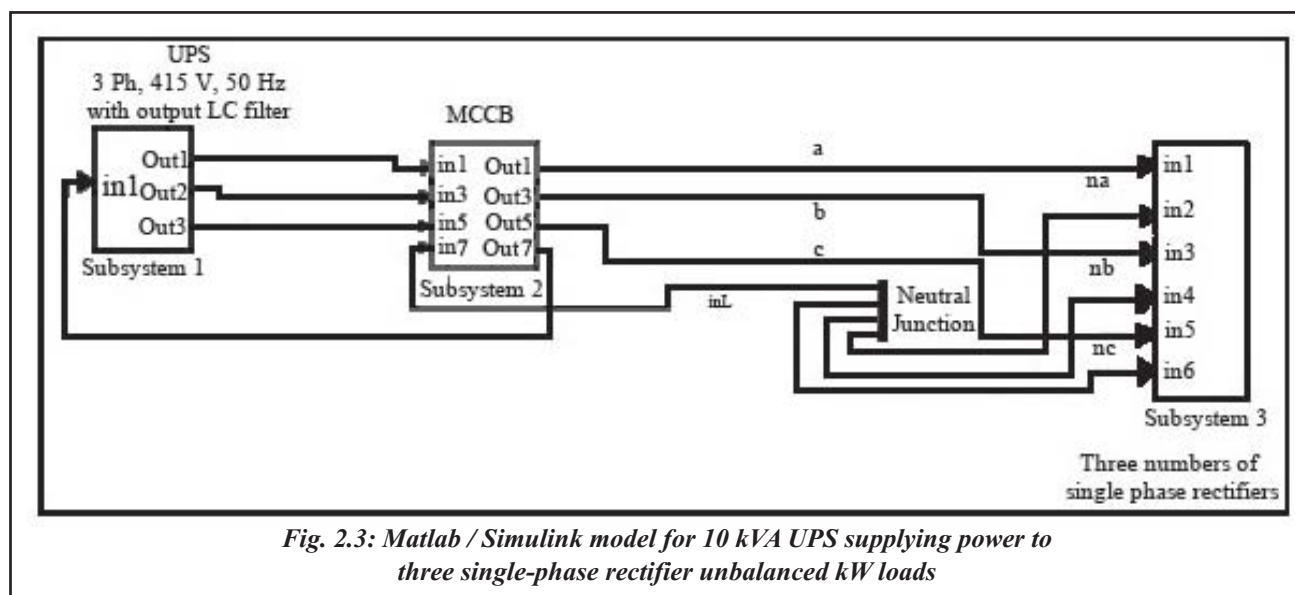 UPS
3 Ph, 415 V, 50 Hz
with output LC filter
Out1
in1
Out2
Out3
Subsystem 1
MCCB
in1 Out1
in3 Out3
in5 Out5
in7 Out7
Subsystem 2
a
b
c
inL
Neutral
Junction
na
nb
nc
in1
in2
in3
in4
in5
in6
Subsystem 3
Three numbers of
single phase rectifiers
Fig. 2.3: Matlab / Simulink model for 10 kVA UPS supplying power to
three single-phase rectifier unbalanced kW loads